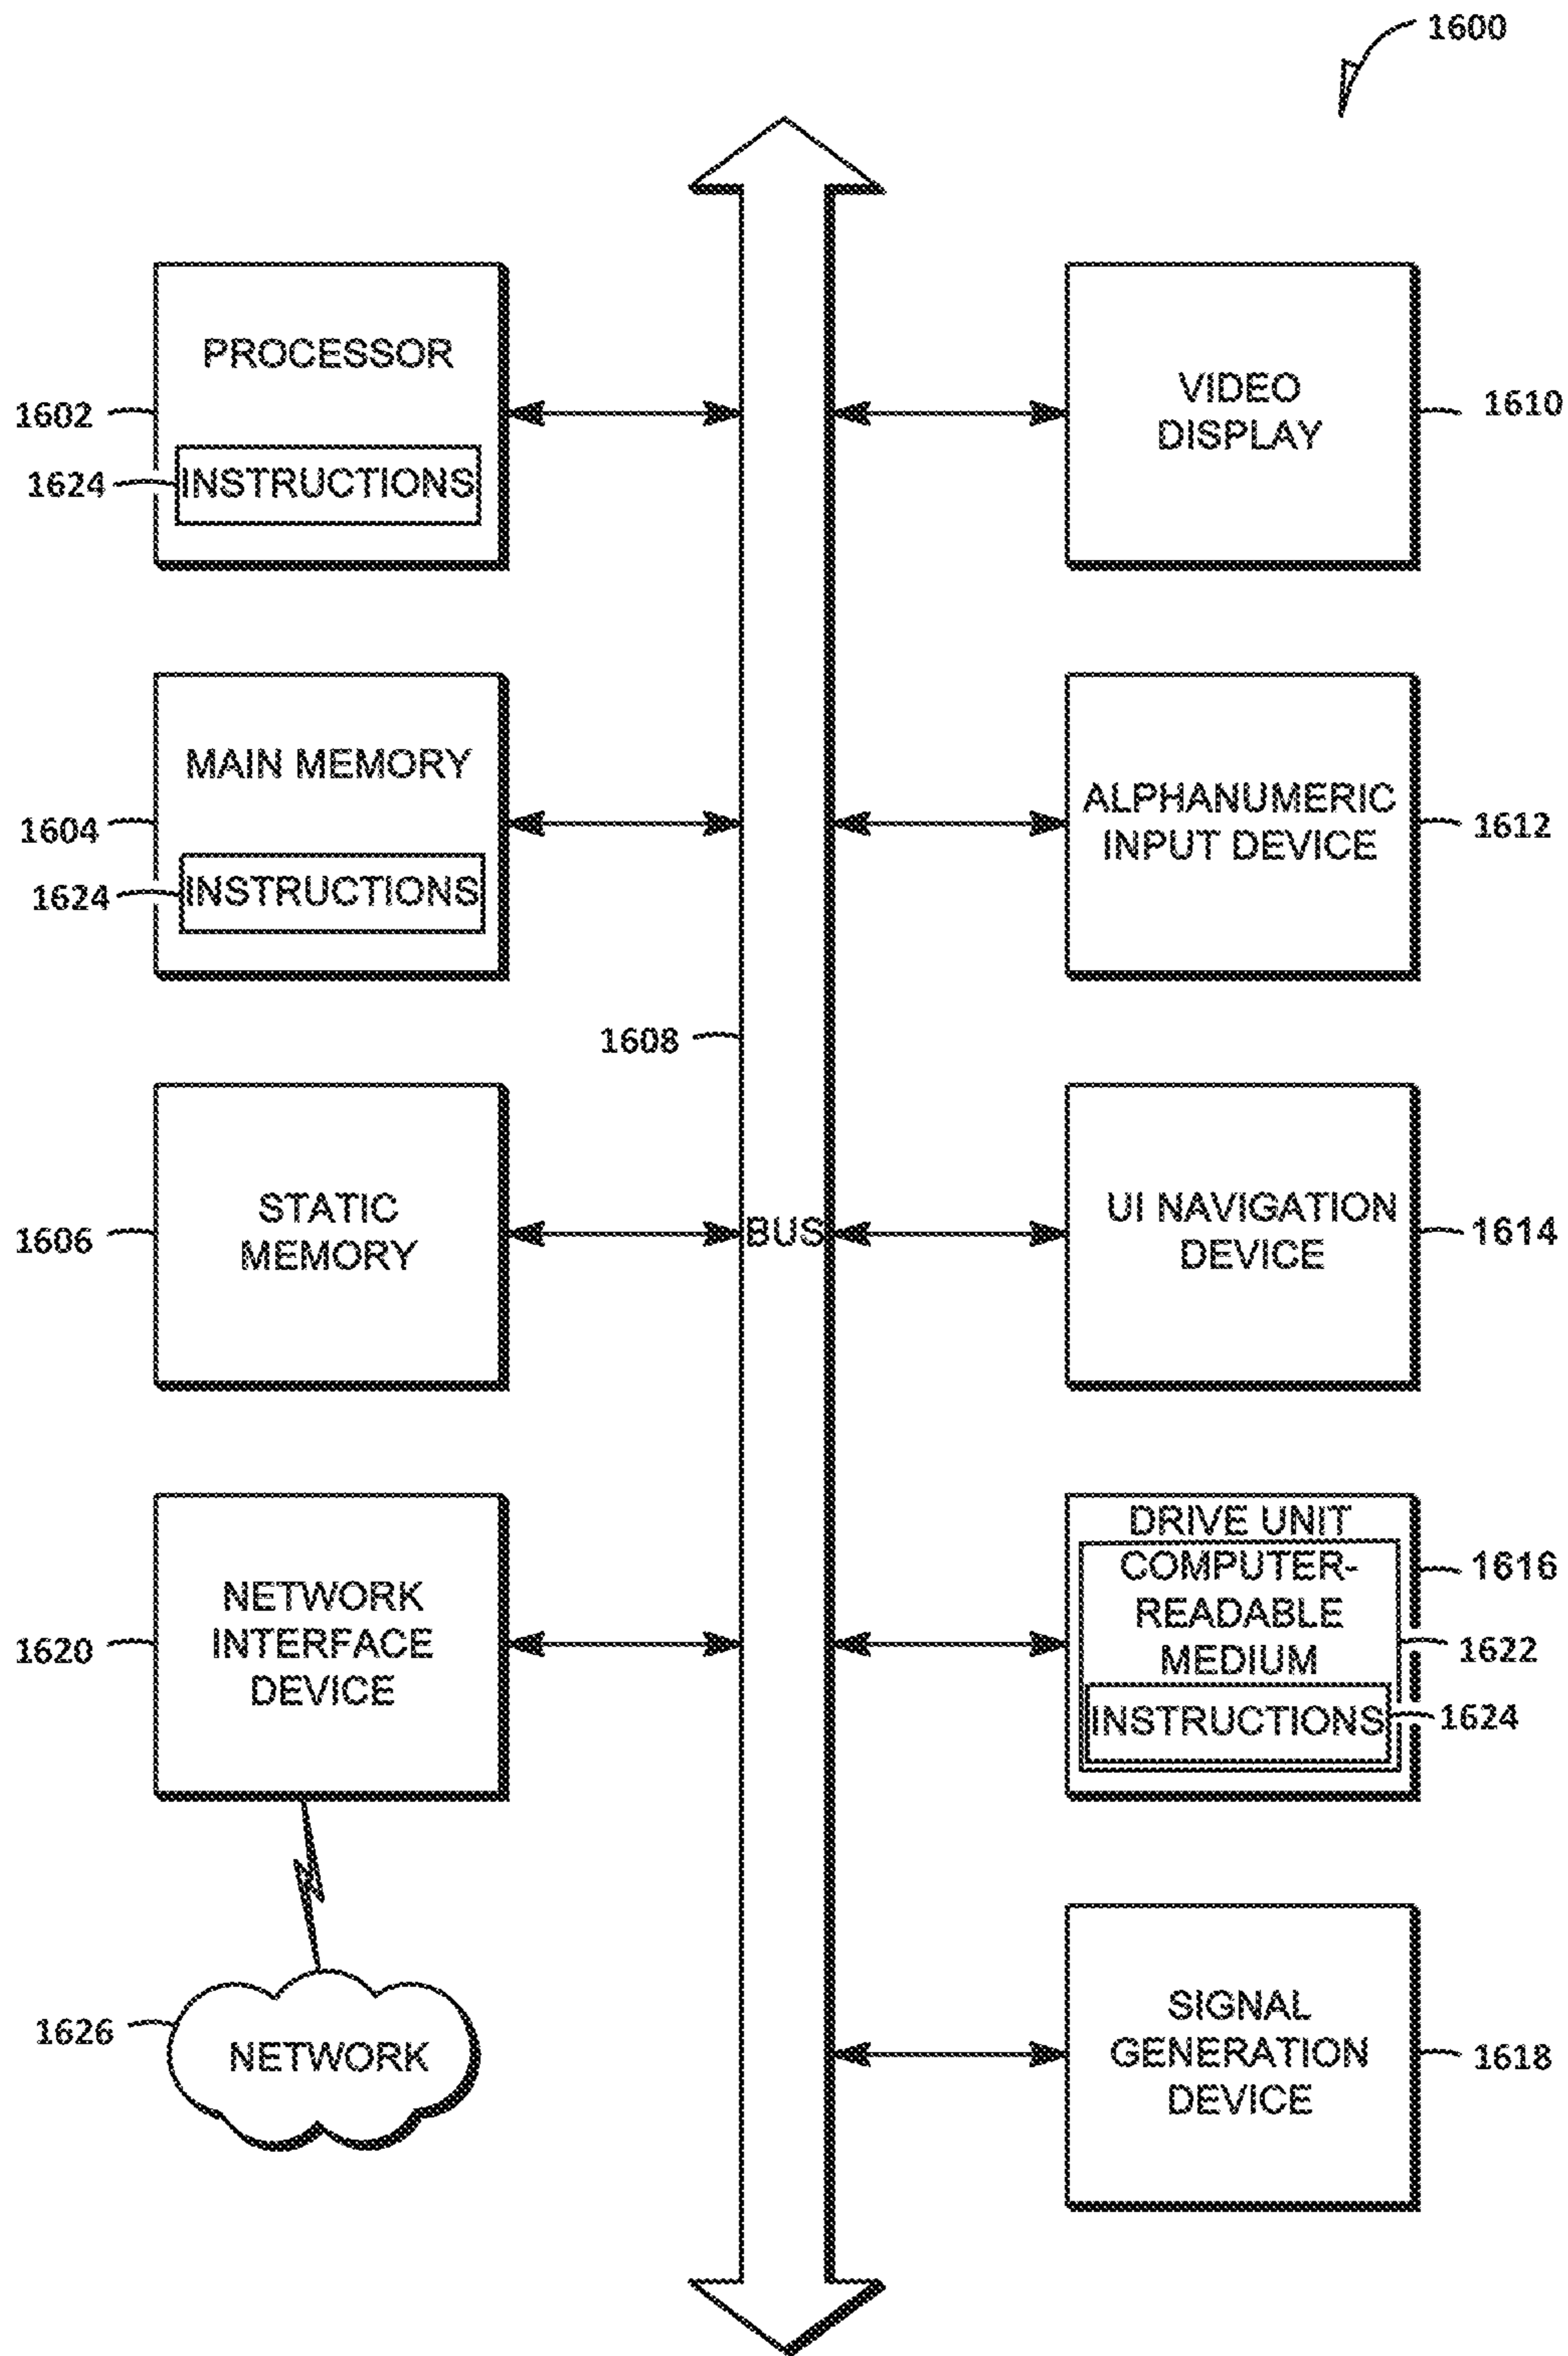 1600
PROCESSOR
1602
1624
INSTRUCTIONS
VIDEO
DISPLAY
1610
MAIN MEMORY
1604
1624
INSTRUCTIONS
ALPHANUMERIC
INPUT DEVICE
1612
1608
STATIC
MEMORY
1606
BUS
UI NAVIGATION
DEVICE
1614
NETWORK
INTERFACE
DEVICE
1620
DRIVE UNIT
COMPUTER-
READABLE
MEDIUM
INSTRUCTIONS
1616
1622
1624
1626
NETWORK
SIGNAL
GENERATION
DEVICE
1618